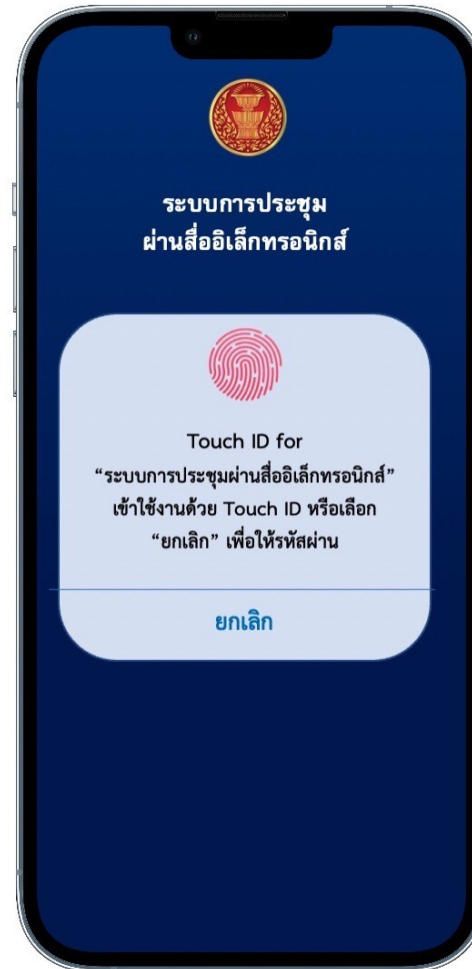 ระบบการประชุม
ผ่านสื่ออิเล็กทรอนิกส์
Touch ID for
“ระบบการประชุมผ่านสื่ออิเล็กทรอนิกส์”
เข้าใช้งานด้วย Touch ID หรือเลือก
“ยกเลิก” เพื่อให้รหัสผ่าน
ยกเลิก